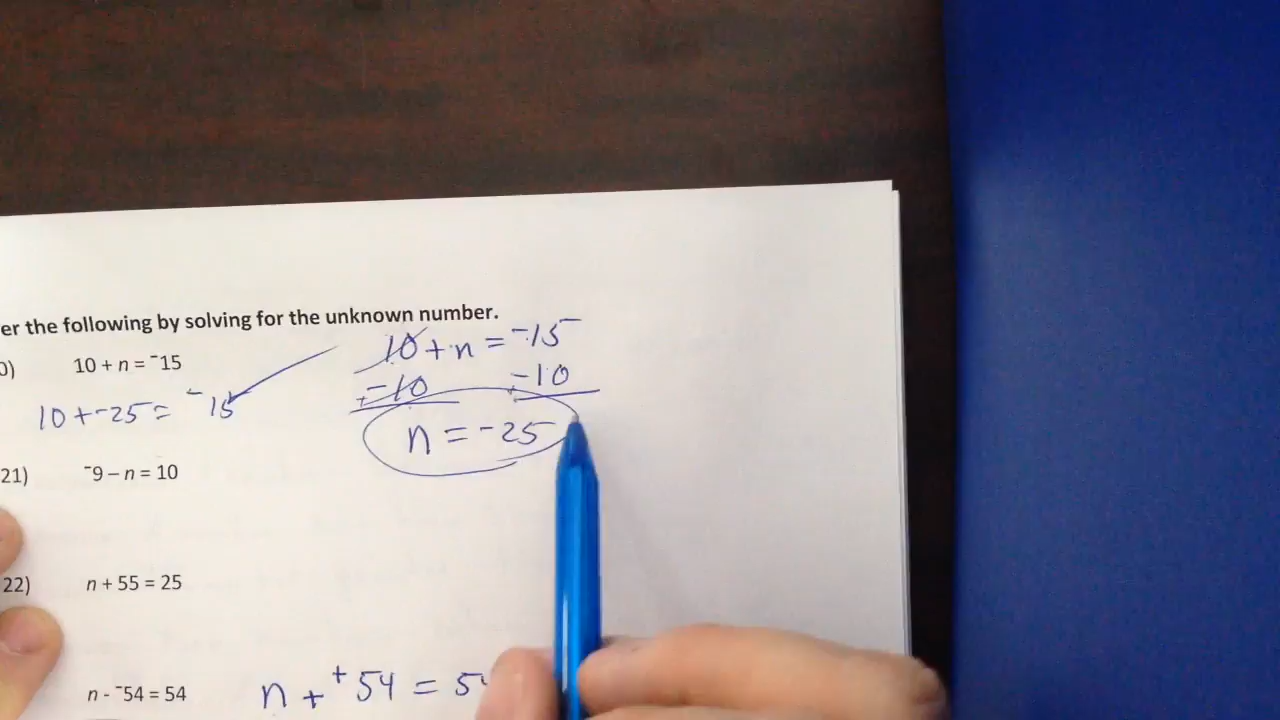 er the following by solving for the unknown number.
0) 10 + n = ⁻15
10 + n = ⁻15
+-10 -10
10 + -25 = ⁻15
n = -25
21) ⁻9 – n = 10
22) n + 55 = 25
n - ⁻54 = 54
n + ⁺54 = 54